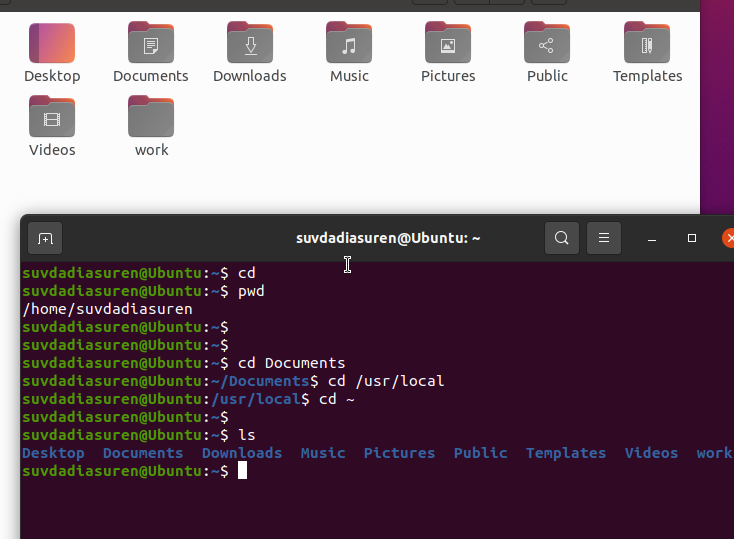 Desktop Documents Downloads Music Pictures Public Templates
Videos work
suvdadiasuren@Ubuntu: ~
suvdadiasuren@Ubuntu:~$ cd
suvdadiasuren@Ubuntu:~$ pwd
/home/suvdadiasuren
suvdadiasuren@Ubuntu:~$
suvdadiasuren@Ubuntu:~$
suvdadiasuren@Ubuntu:~$ cd Documents
suvdadiasuren@Ubuntu:~/Documents$ cd /usr/local
suvdadiasuren@Ubuntu:/usr/local$ cd ~
suvdadiasuren@Ubuntu:~$
suvdadiasuren@Ubuntu:~$ ls
Desktop Documents Downloads Music Pictures Public Templates Videos work
suvdadiasuren@Ubuntu:~$